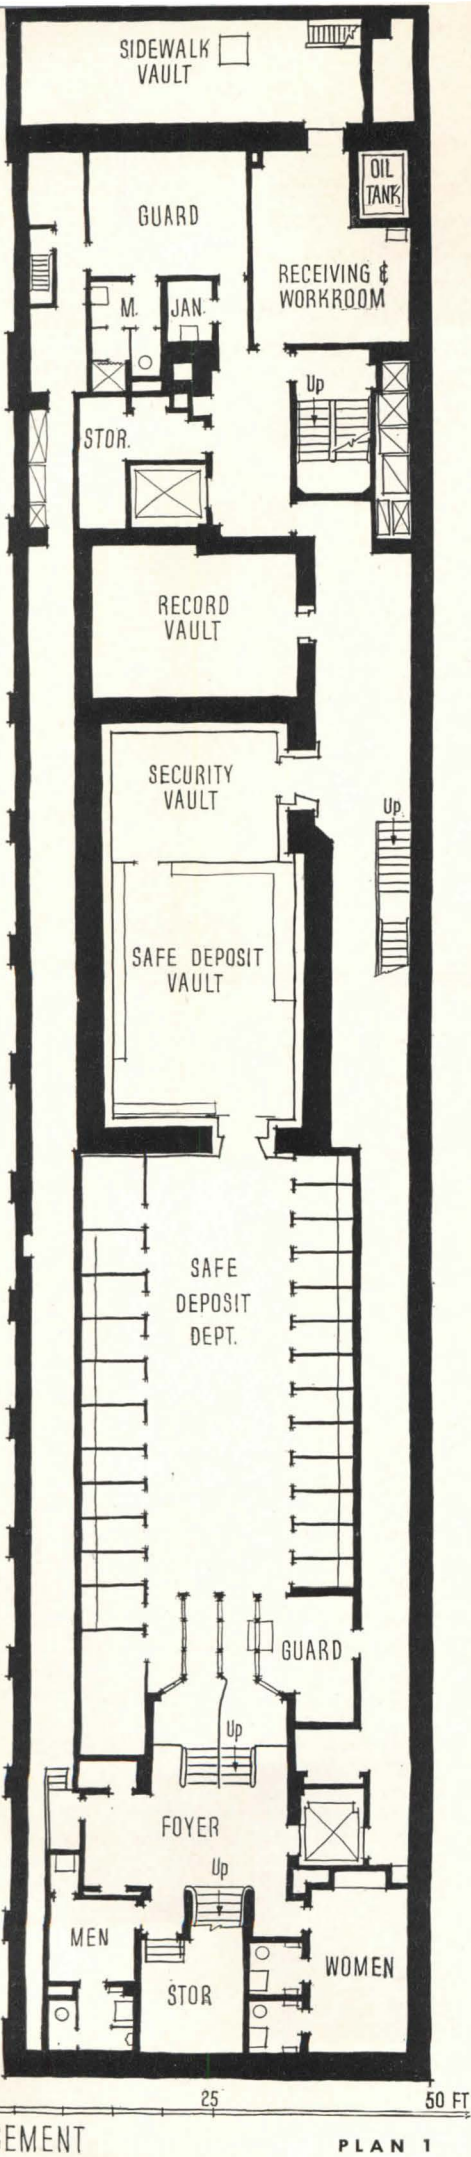 SIDEWALK
VAULT
OIL
TANK
GUARD
RECEIVING &
WORKROOM
M.
JAN.
Up
STOR.
RECORD
VAULT
SECURITY
VAULT
Up
SAFE DEPOSIT
VAULT
SAFE
DEPOSIT
DEPT.
GUARD
Up
FOYER
Up
MEN
WOMEN
STOR
25
50 FT
EMENT
PLAN 1